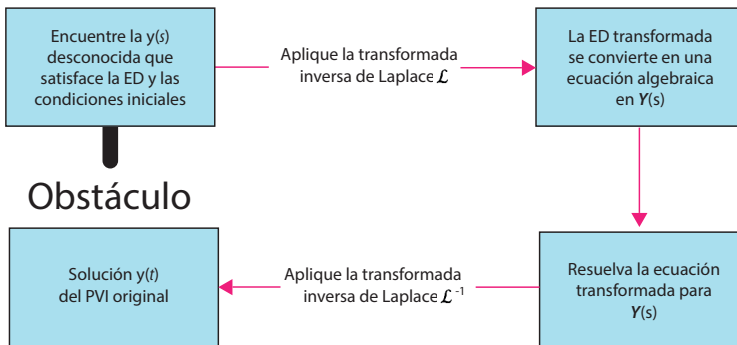 Encuentre la y(s)
desconocida que
satisface la ED y las
condiciones iniciales
Aplique la transformada
inversa de Laplace ℒ
La ED transformada
se convierte en una
ecuación algebraica
en Y(s)
Obstáculo
Solución y(t)
del PVI original
Aplique la transformada
inversa de Laplace ℒ -1
Resuelva la ecuación
transformada para
Y(s)